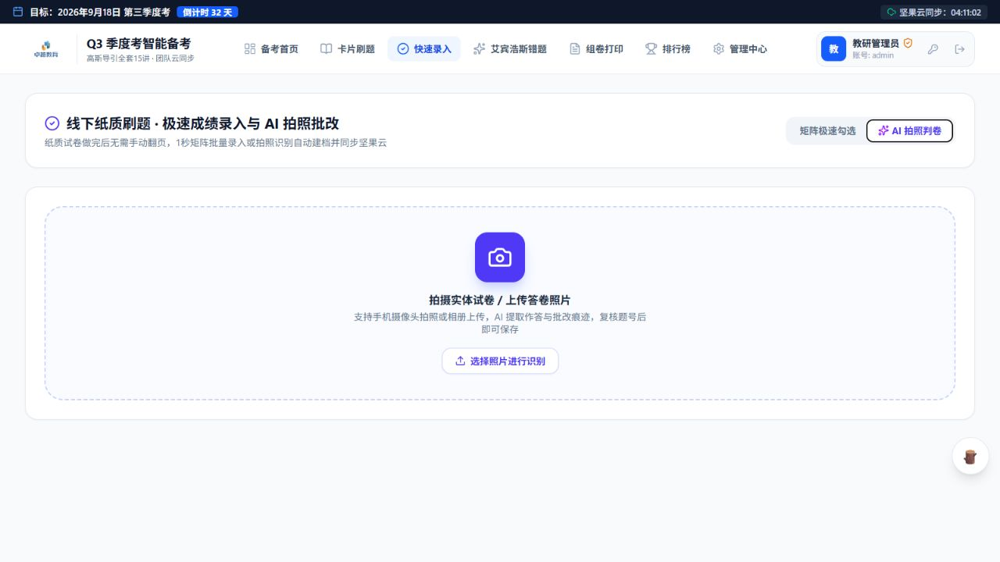 目标：2026年9月18日 第三季度考 倒计时 32 天
坚果云同步：04:11:02
卓越教育
Q3 季度考智能备考
高斯导引全套15讲 · 团队云同步
备考首页
卡片刷题
快速录入
艾宾浩斯错题
组卷打印
排行榜
管理中心
教
教研管理员
账号: admin
线下纸质刷题 · 极速成绩录入与 AI 拍照批改
纸质试卷做完后无需手动翻页，1秒矩阵批量录入或拍照识别自动建档并同步坚果云
矩阵极速勾选
AI 拍照判卷
拍摄实体试卷 / 上传答卷照片
支持手机摄像头拍照或相册上传，AI 提取作答与批改痕迹，复核题号后
即可保存
选择照片进行识别